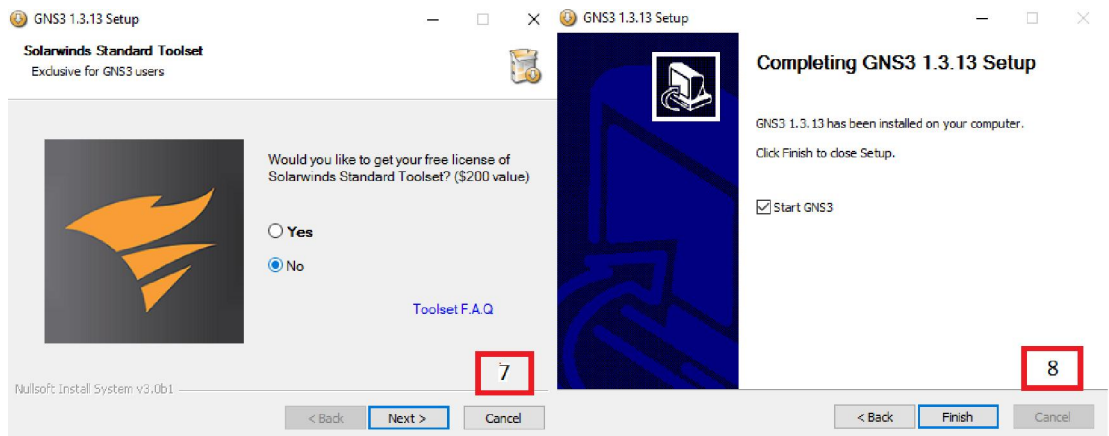 GNS3 1.3.13 Setup
Solarwinds Standard Toolset
Exclusive for GNS3 users
Would you like to get your free license of
Solarwinds Standard Toolset? ($200 value)
Yes
No
Toolset F.A.Q
7
Nullsoft Install System v3.0b1
< Back
Next >
Cancel
GNS3 1.3.13 Setup
Completing GNS3 1.3.13 Setup
GNS3 1.3.13 has been installed on your computer.
Click Finish to close Setup.
Start GNS3
8
< Back
Finish
Cancel